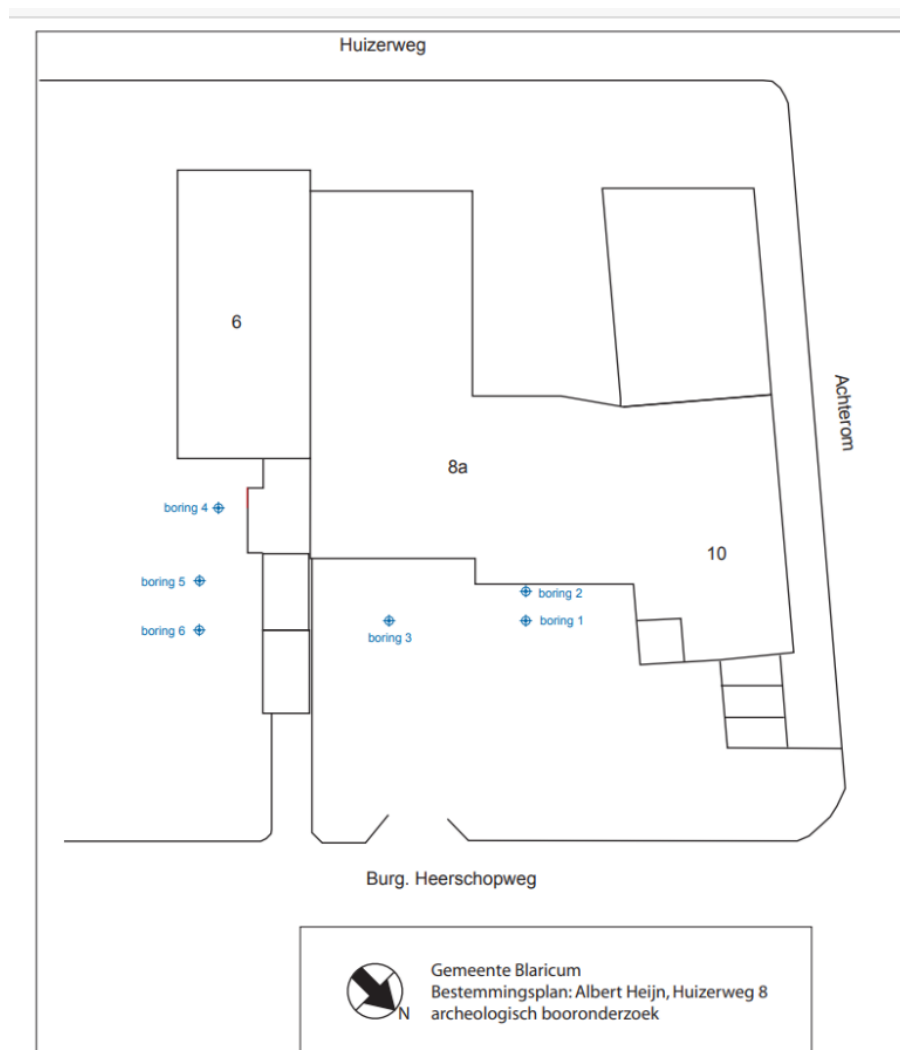 Huizerweg
6
Achterom
8a
boring 4
10
boring 5
boring 2
boring 1
boring 6
boring 3
Burg. Heerschopweg
Gemeente Blaricum
Bestemmingsplan: Albert Heijn, Huizerweg 8
N
archeologisch booronderzoek